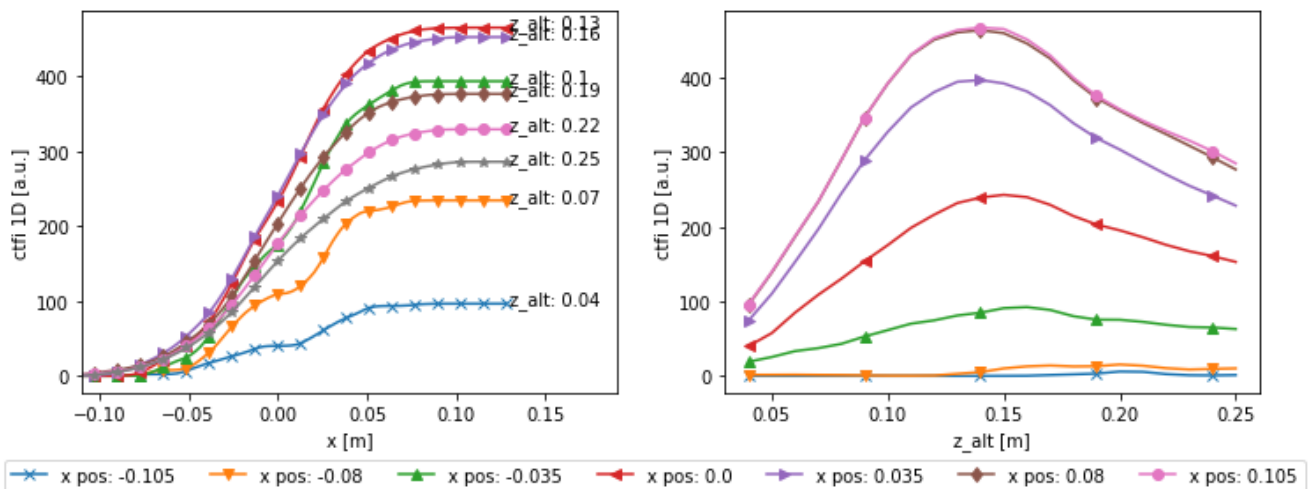 z_alt: 0.13
z_alt: 0.16
z_alt: 0.1
z_alt: 0.19
z_alt: 0.22
z_alt: 0.25
z_alt: 0.07
z_alt: 0.04
400
300
200
100
0
ctfi 1D [a.u.]
−0.10 −0.05 0.00 0.05 0.10 0.15
x [m]
400
300
200
100
0
ctfi 1D [a.u.]
0.05 0.10 0.15 0.20 0.25
z_alt [m]
x pos: -0.105 x pos: -0.08 x pos: -0.035 x pos: 0.0 x pos: 0.035 x pos: 0.08 x pos: 0.105